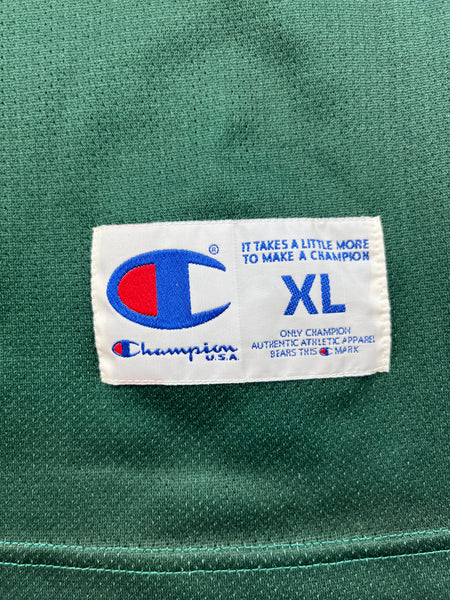 ®
Champion
U.S.A.
IT TAKES A LITTLE MORE
TO MAKE A CHAMPION
XL
ONLY CHAMPION
AUTHENTIC ATHLETIC APPAREL
BEARS THIS C MARK